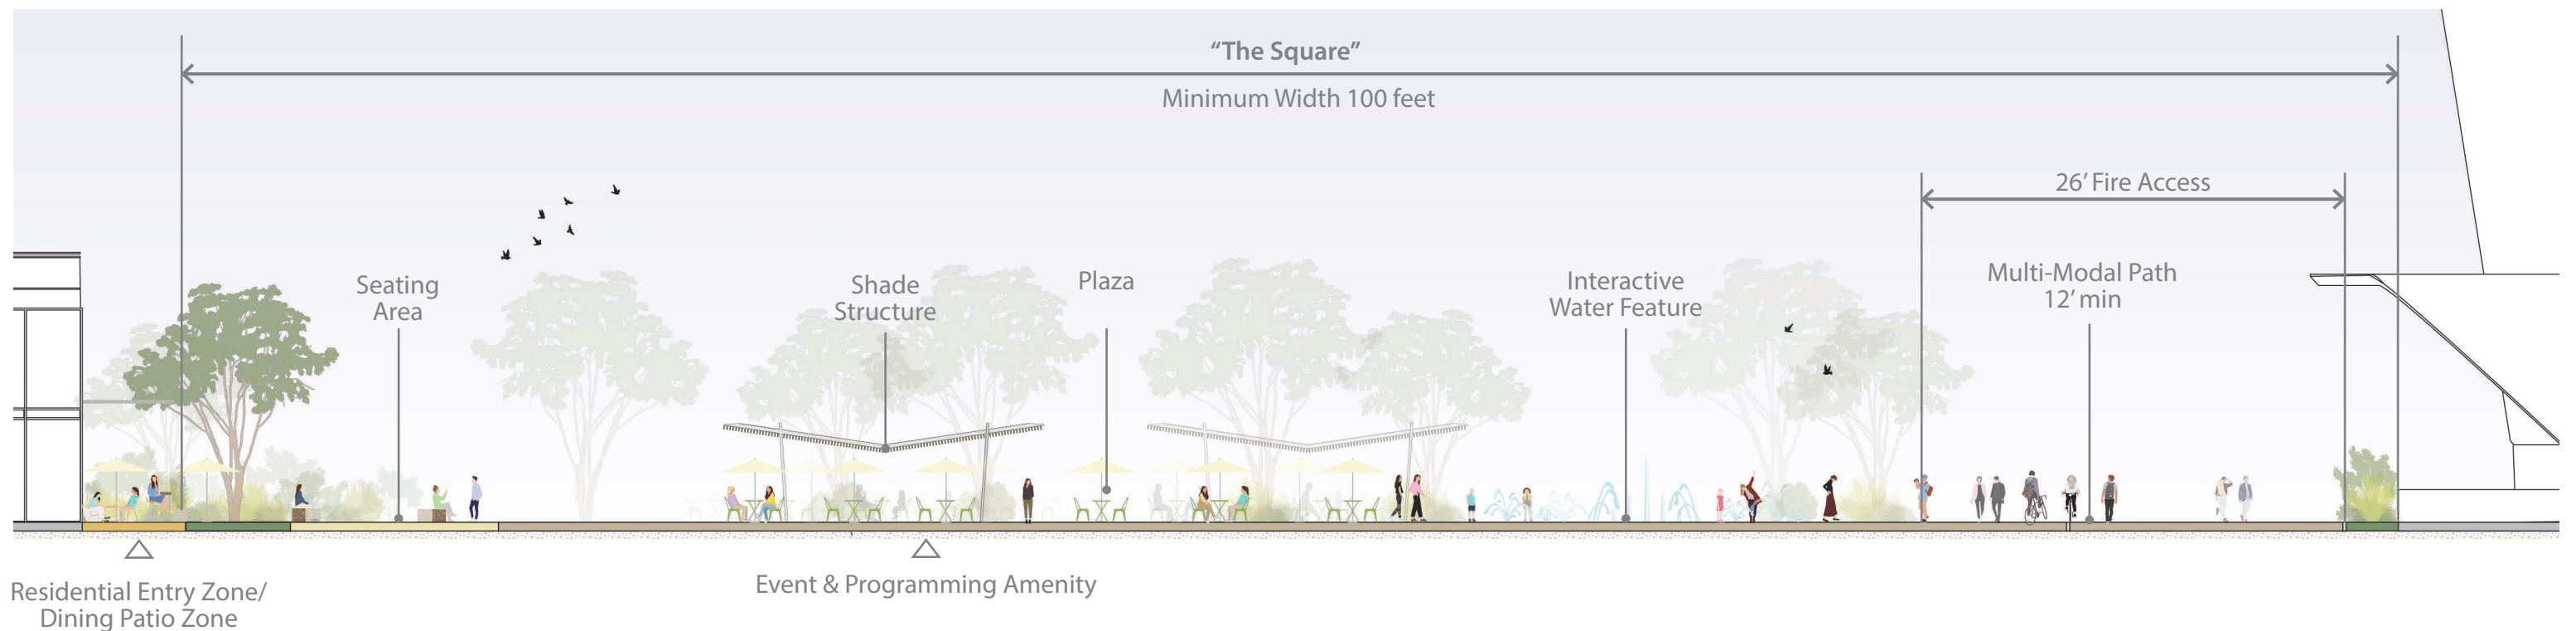 “The Square”
Minimum Width 100 feet
26’ Fire Access
Seating
Area
Shade
Structure
Plaza
Interactive
Water Feature
Multi-Modal Path
12’ min
Residential Entry Zone/
Dining Patio Zone
Event & Programming Amenity